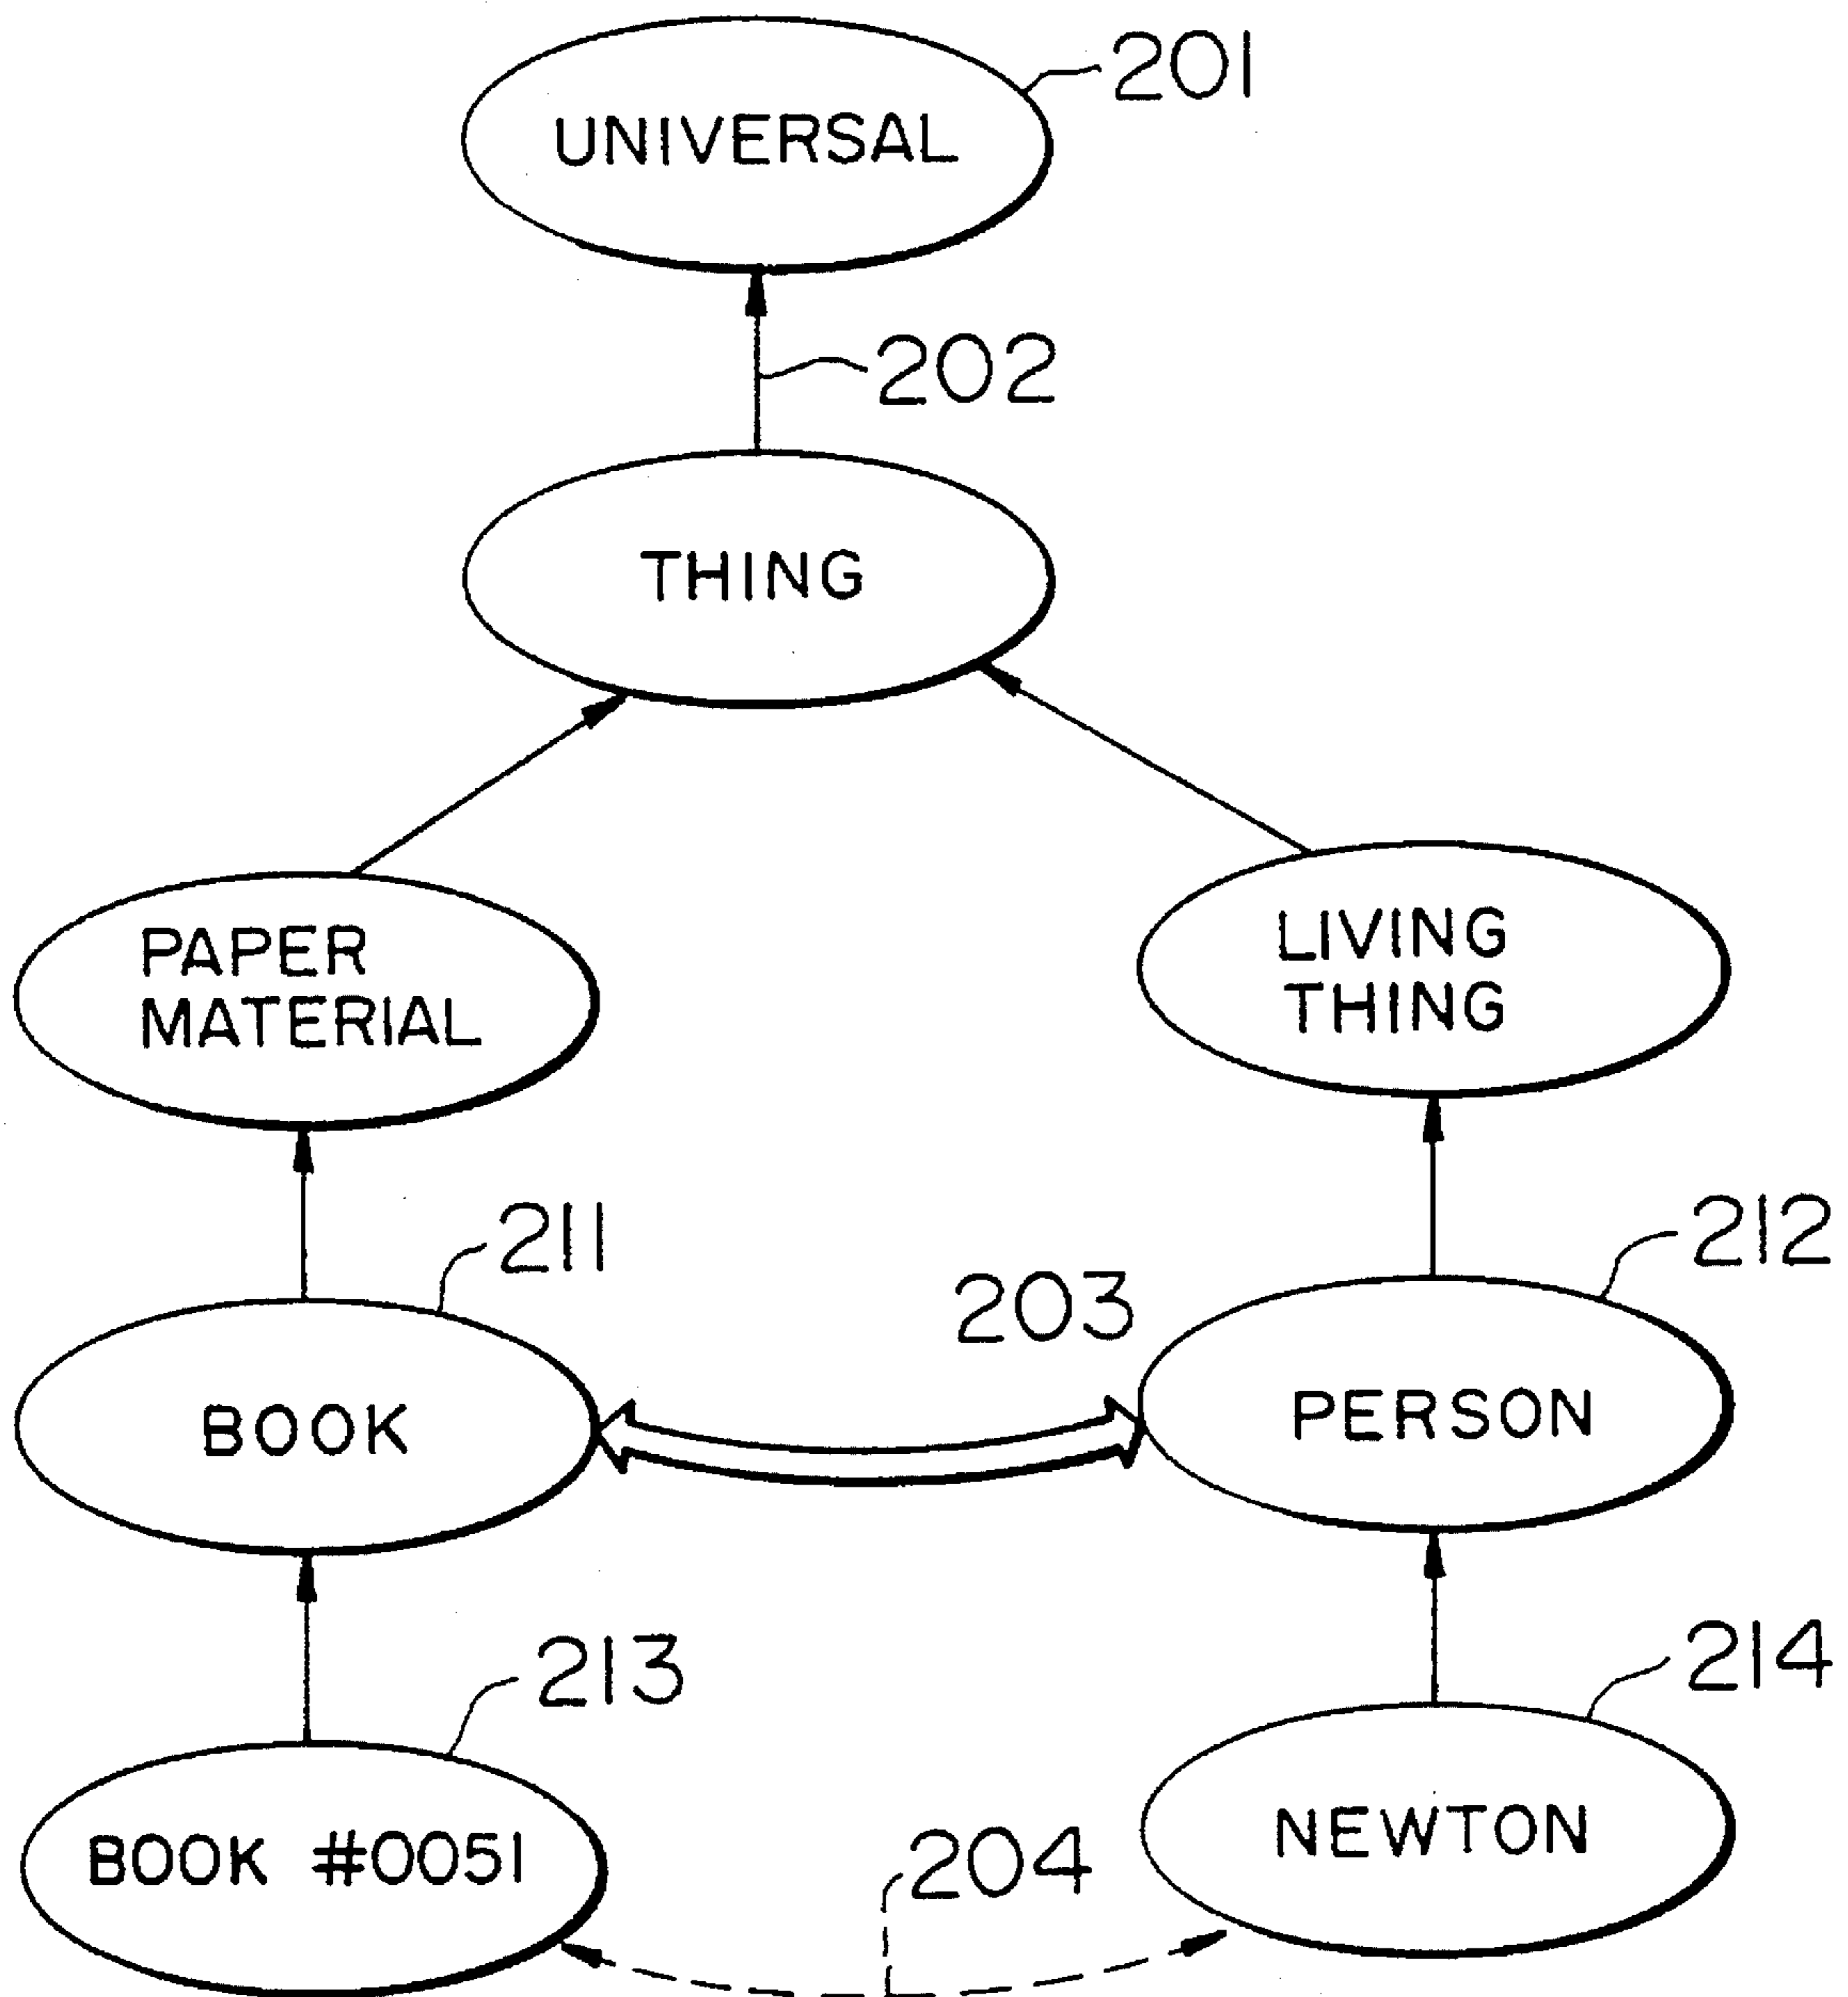 201
UNIVERSAL
202
THING
PAPER
MATERIAL
LIVING
THING
211
212
203
BOOK
PERSON
213
214
BOOK #0051
NEWTON
204